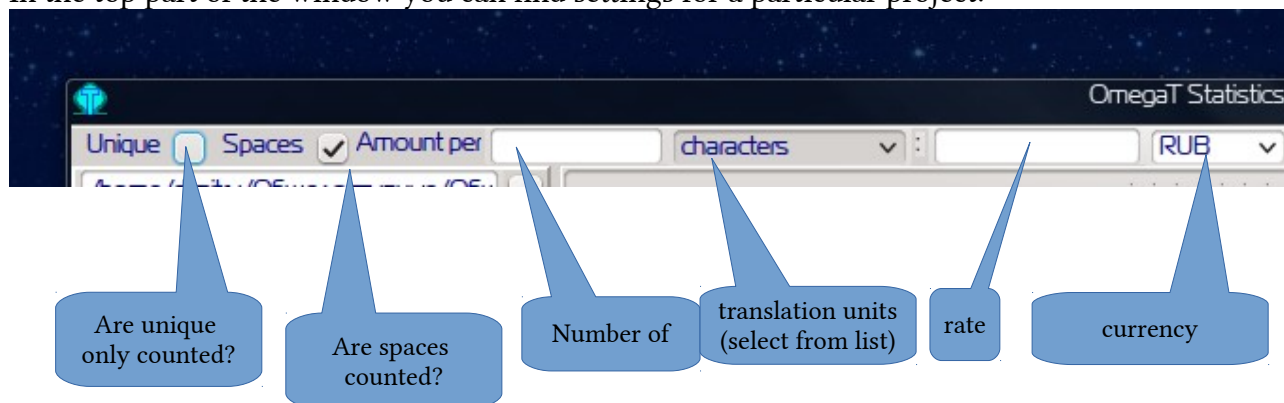 In the top part of the window you can find settings for a particular project.
OmegaT Statistics
Unique Spaces Amount per characters : RUB
Are unique
only counted?
Are spaces
counted?
Number of
translation units
(select from list)
rate
currency